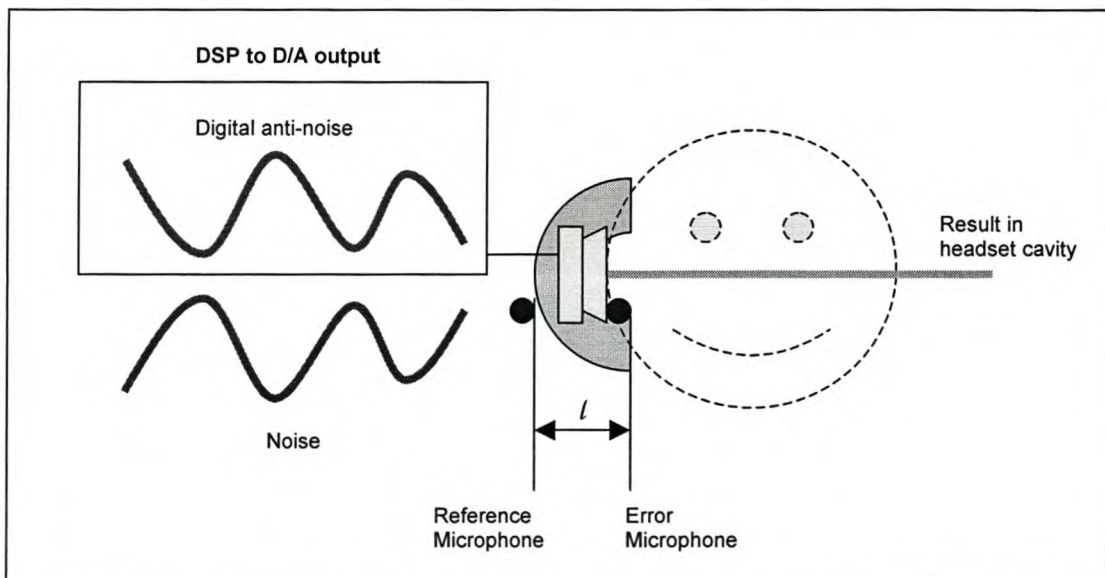 DSP to D/A output
Digital anti-noise
Result in
headset cavity
Noise
l
Reference
Microphone
Error
Microphone